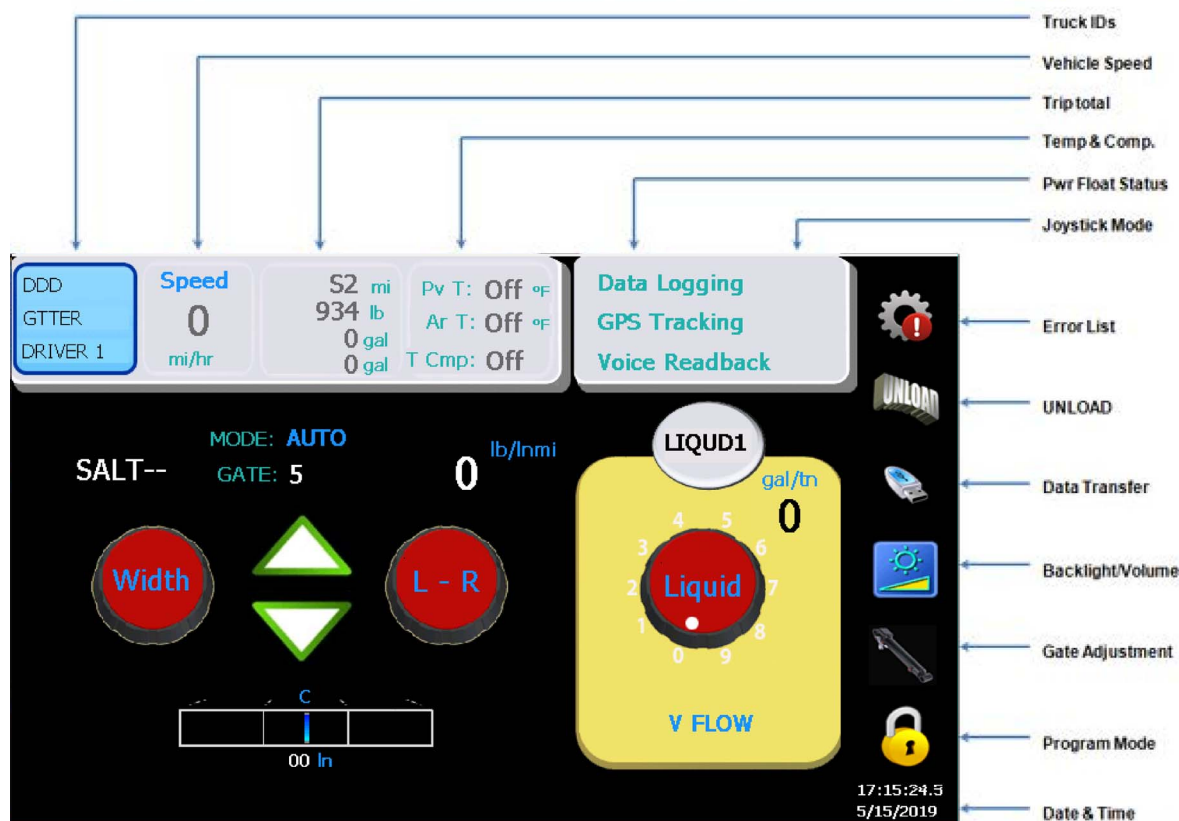 Truck IDs
Vehicle Speed
Trip total
Temp & Comp.
Pwr Float Status
Joystick Mode
DDD
GTTER
DRIVER 1
Speed
0
mi/hr
S2 mi
934 lb
0 gal
0 gal
Pv T: Off °F
Ar T: Off °F
T Cmp: Off
Data Logging
GPS Tracking
Voice Readback
Error List
UNLOAD
UNLOAD
Data Transfer
Backlight/Volume
Gate Adjustment
Program Mode
Date & Time
SALT--
MODE: AUTO
GATE: 5
0 lb/lnmi
Width
L - R
C
00 In
LIQUD1
gal/tn
0
4 5
3 6
2 Liquid 7
1 8
0 9
V FLOW
17:15:24.5
5/15/2019